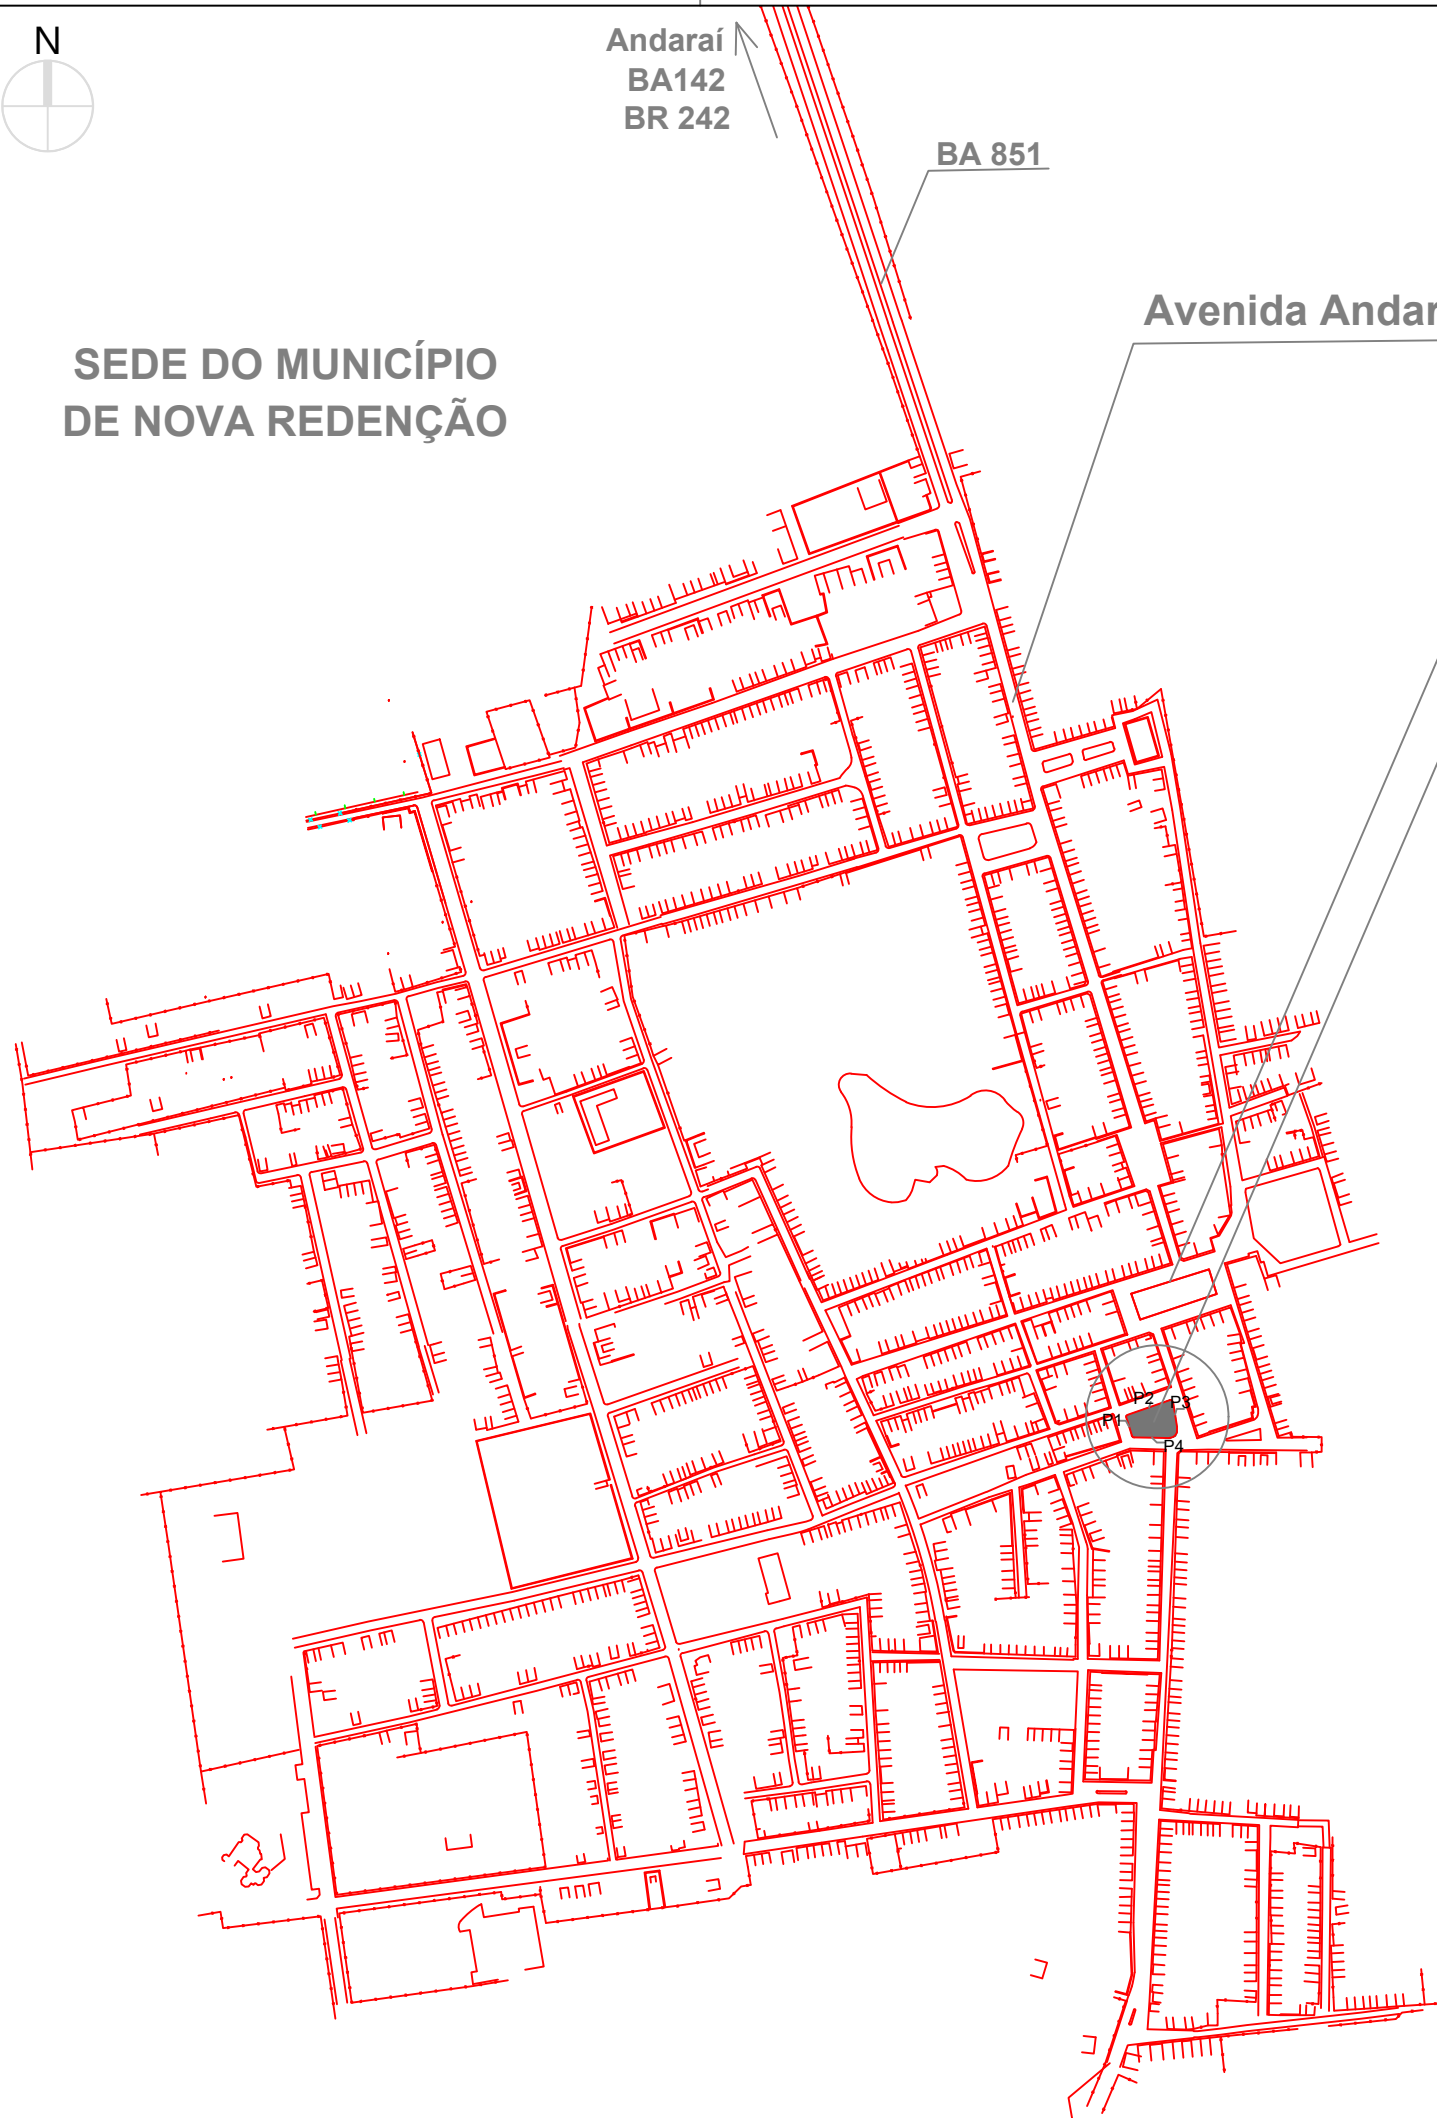 N
Andaraí
BA142
BR 242
BA 851
Avenida Andar
SEDE DO MUNICÍPIO
DE NOVA REDENÇÃO
P2
P3
P1
P4